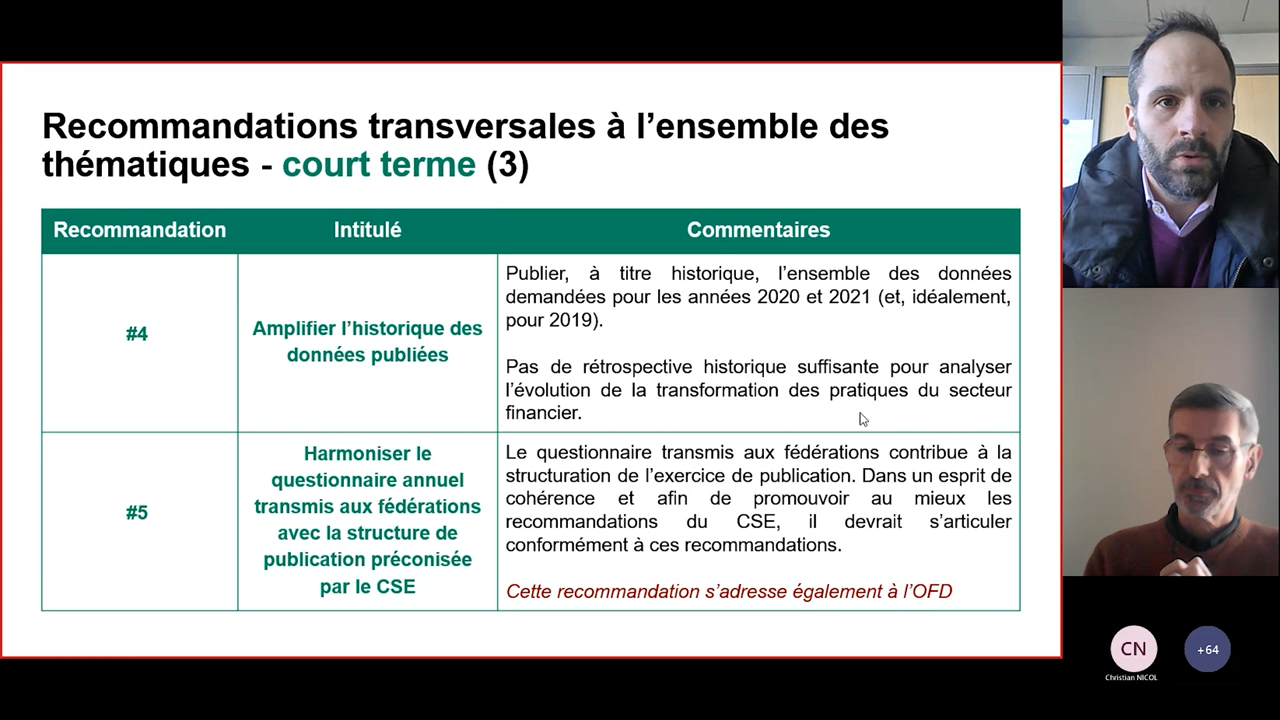 Recommandations transversales à l’ensemble des
thématiques - court terme (3)
Recommandation
Intitulé
Commentaires
#4
Amplifier l’historique des
données publiées
Publier, à titre historique, l’ensemble des données
demandées pour les années 2020 et 2021 (et, idéalement,
pour 2019).
Pas de rétrospective historique suffisante pour analyser
l’évolution de la transformation des pratiques du secteur
financier.
#5
Harmoniser le
questionnaire annuel
transmis aux fédérations
avec la structure de
publication préconisée
par le CSE
Le questionnaire transmis aux fédérations contribue à la
structuration de l’exercice de publication. Dans un esprit de
cohérence et afin de promouvoir au mieux les
recommandations du CSE, il devrait s’articuler
conformément à ces recommandations.
Cette recommandation s’adresse également à l’OFD
CN
+64
Christian NICOL